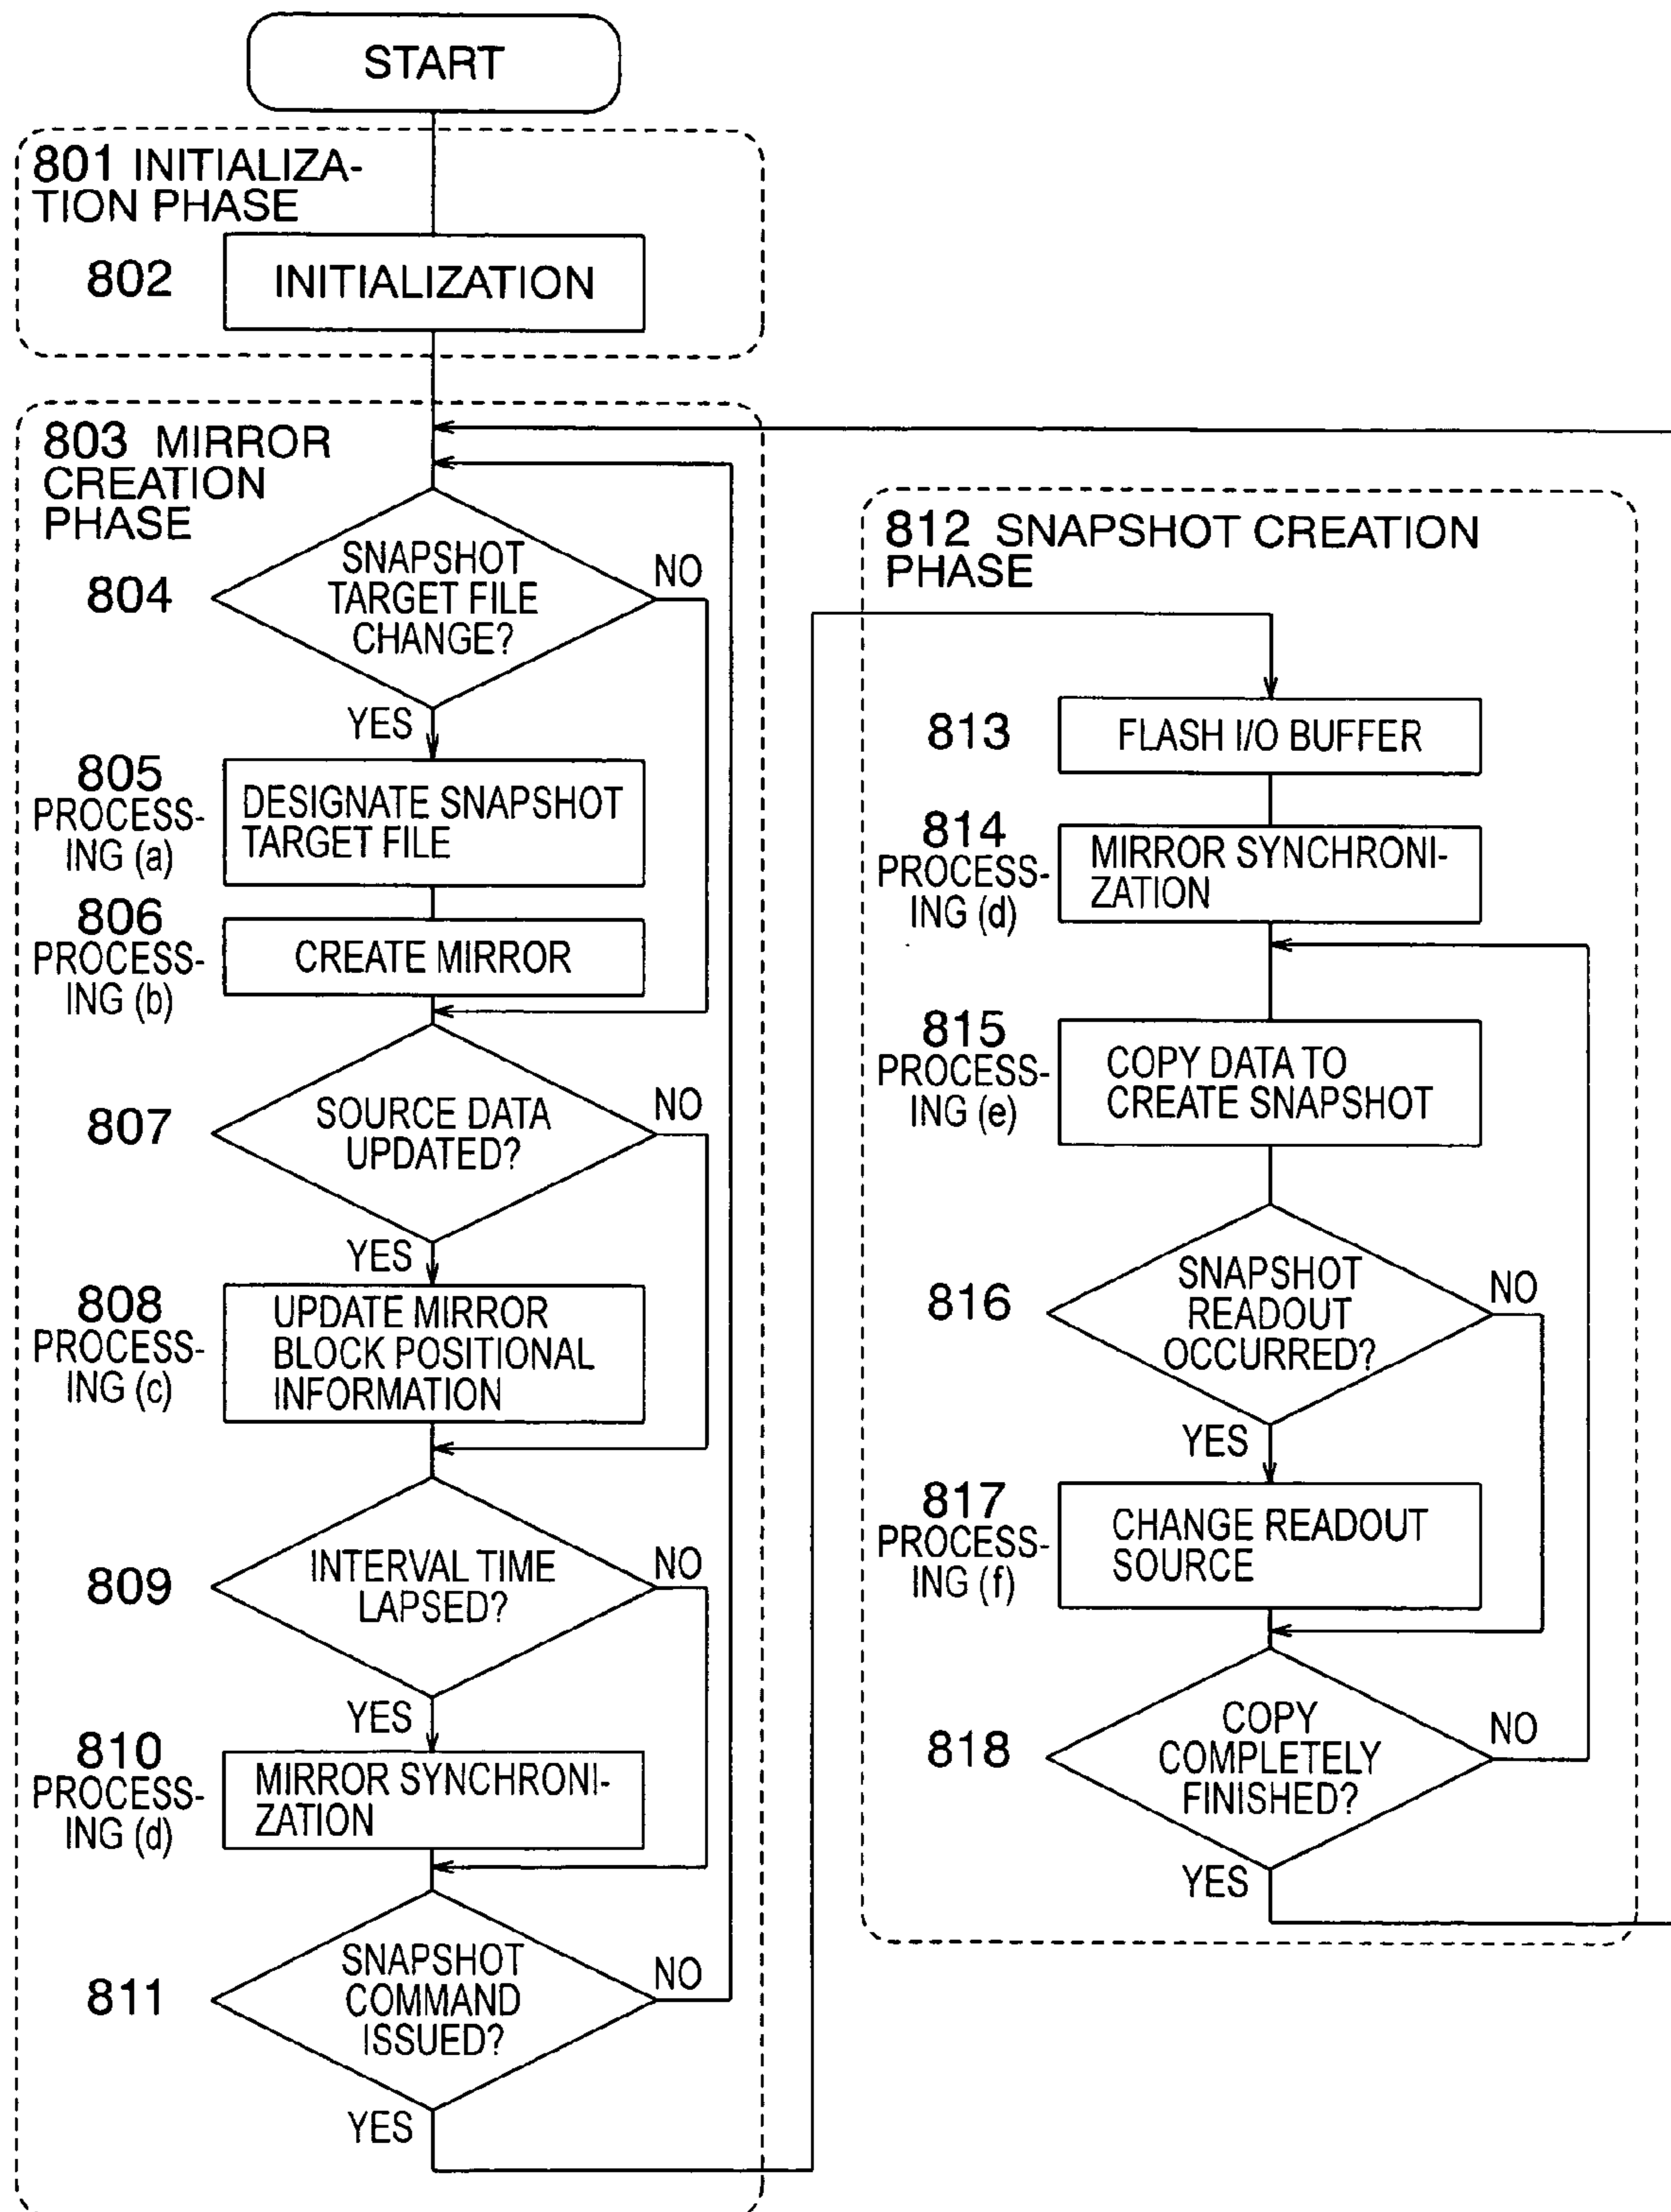 START
801 INITIALIZA-
TION PHASE
802
INITIALIZATION
803 MIRROR
CREATION
PHASE
804
SNAPSHOT
TARGET FILE
CHANGE?
NO
YES
805
PROCESS-
ING (a)
DESIGNATE SNAPSHOT
TARGET FILE
806
PROCESS-
ING (b)
CREATE MIRROR
807
SOURCE DATA
UPDATED?
NO
YES
808
PROCESS-
ING (c)
UPDATE MIRROR
BLOCK POSITIONAL
INFORMATION
809
INTERVAL TIME
LAPSED?
NO
YES
810
PROCESS-
ING (d)
MIRROR SYNCHRONI-
ZATION
811
SNAPSHOT
COMMAND
ISSUED?
NO
YES
812 SNAPSHOT CREATION
PHASE
813
FLASH I/O BUFFER
814
PROCESS-
ING (d)
MIRROR SYNCHRONI-
ZATION
815
PROCESS-
ING (e)
COPY DATA TO
CREATE SNAPSHOT
816
SNAPSHOT
READOUT
OCCURRED?
NO
YES
817
PROCESS-
ING (f)
CHANGE READOUT
SOURCE
818
COPY
COMPLETELY
FINISHED?
NO
YES